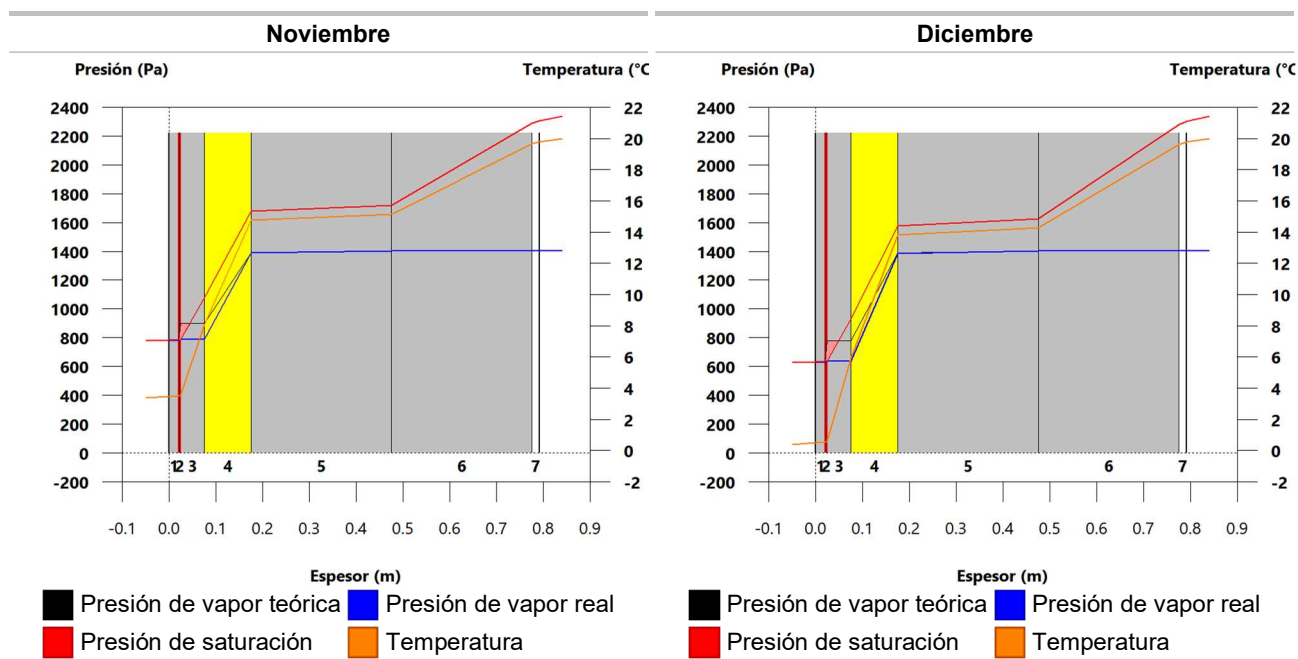 Noviembre
Presión (Pa) Temperatura (°C
2400 22
2200 20
2000 18
1800 16
1600 14
1400 12
1200 10
1000 8
800 6
600 4
400 2
200 0
0 -2
-200
12 3 4 5 6 7
-0.1 0.0 0.1 0.2 0.3 0.4 0.5 0.6 0.7 0.8 0.9
Espesor (m)
Presión de vapor teórica Presión de vapor real
Presión de saturación Temperatura
Diciembre
Presión (Pa) Temperatura (°C
2400 22
2200 20
2000 18
1800 16
1600 14
1400 12
1200 10
1000 8
800 6
600 4
400 2
200 0
0 -2
-200
12 3 4 5 6 7
-0.1 0.0 0.1 0.2 0.3 0.4 0.5 0.6 0.7 0.8 0.9
Espesor (m)
Presión de vapor teórica Presión de vapor real
Presión de saturación Temperatura